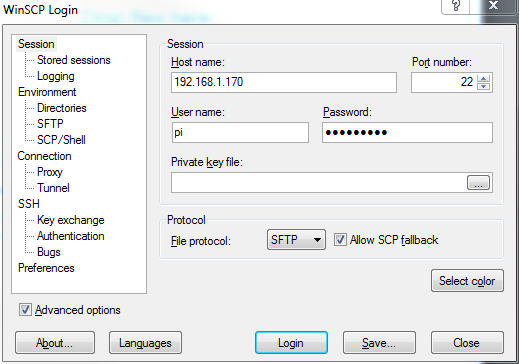 WinSCP Login
Session
Stored sessions
Logging
Environment
Directories
SFTP
SCP/Shell
Connection
Proxy
Tunnel
SSH
Key exchange
Authentication
Bugs
Preferences
Session
Host name:
Port number:
192.168.1.170
22
User name:
Password:
pi
●●●●●●●●●
Private key file:
...
Protocol
File protocol:
SFTP
Allow SCP fallback
Select color
Advanced options
About...
Languages
Login
Save...
Close